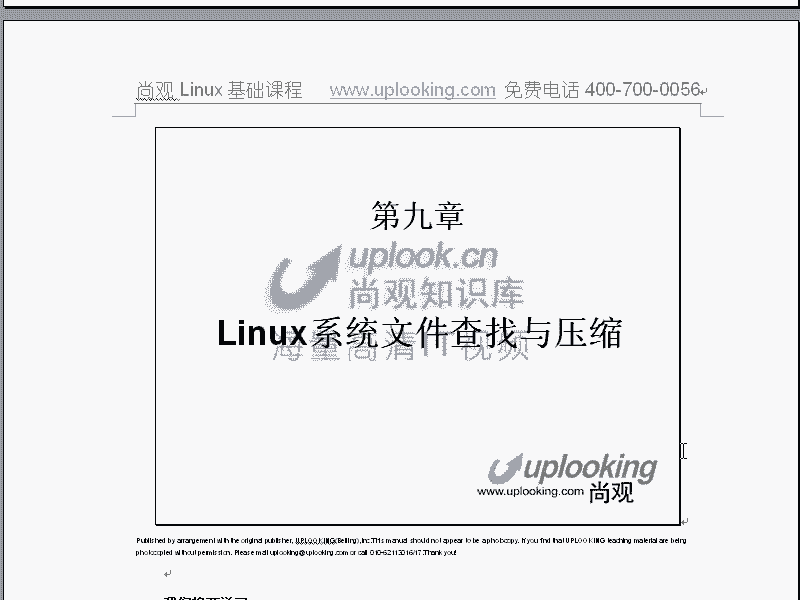 尚观 Linux 基础课程 www.uplooking.com 免费电话 400-700-0056
第九章
uplook.cn
尚观知识库
Linux系统文件查找与压缩
海量高清IT视频
uplooking
www.uplooking.com 尚观
Published by arrangement with the original publisher, UPLOOKING(Beijing),inc.This manual should not appear to be a photocopy. If you find that UPLOOKING teaching material are being
photocopied without permission. Please mail uplooking@uplooking.com or call 010-62113016/17.Thank you!